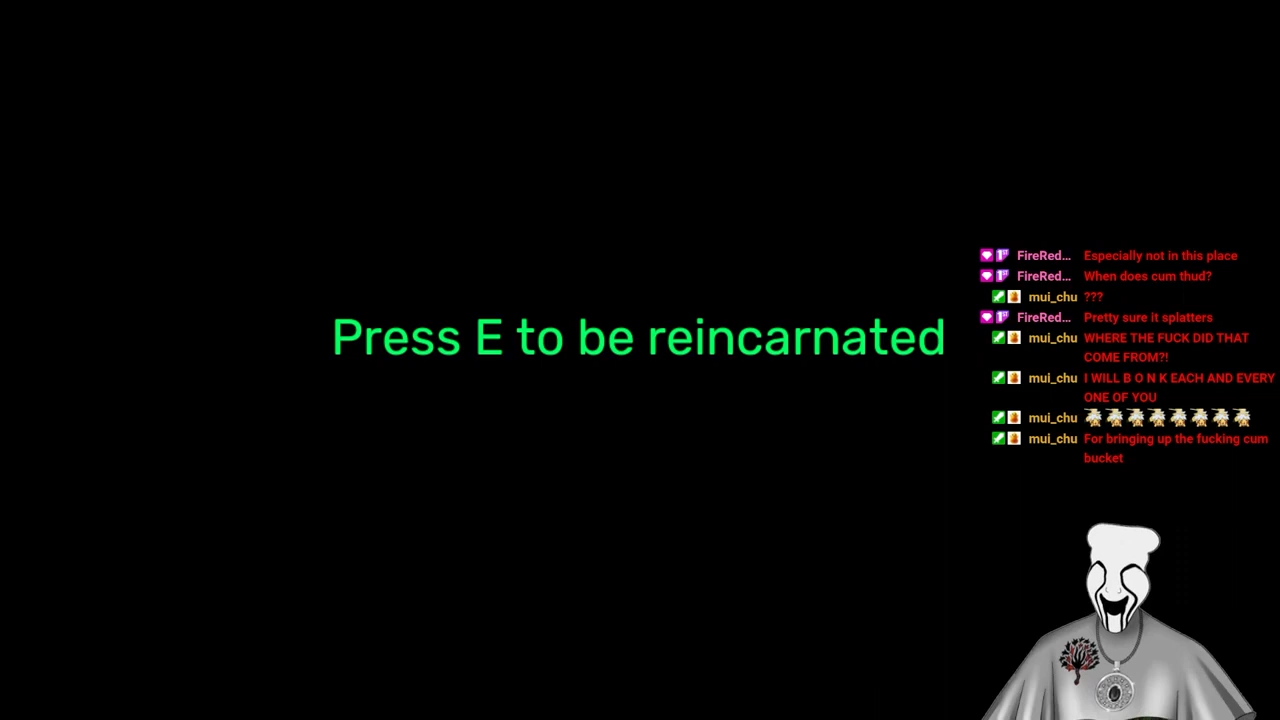 FireRed... Especially not in this place
FireRed... When does cum thud?
mui_chu ???
FireRed... Pretty sure it splatters
Press E to be reincarnated
mui_chu WHERE THE FUCK DID THAT
COME FROM?!
mui_chu I WILL B O N K EACH AND EVERY
ONE OF YOU
mui_chu
mui_chu For bringing up the fucking cum
bucket